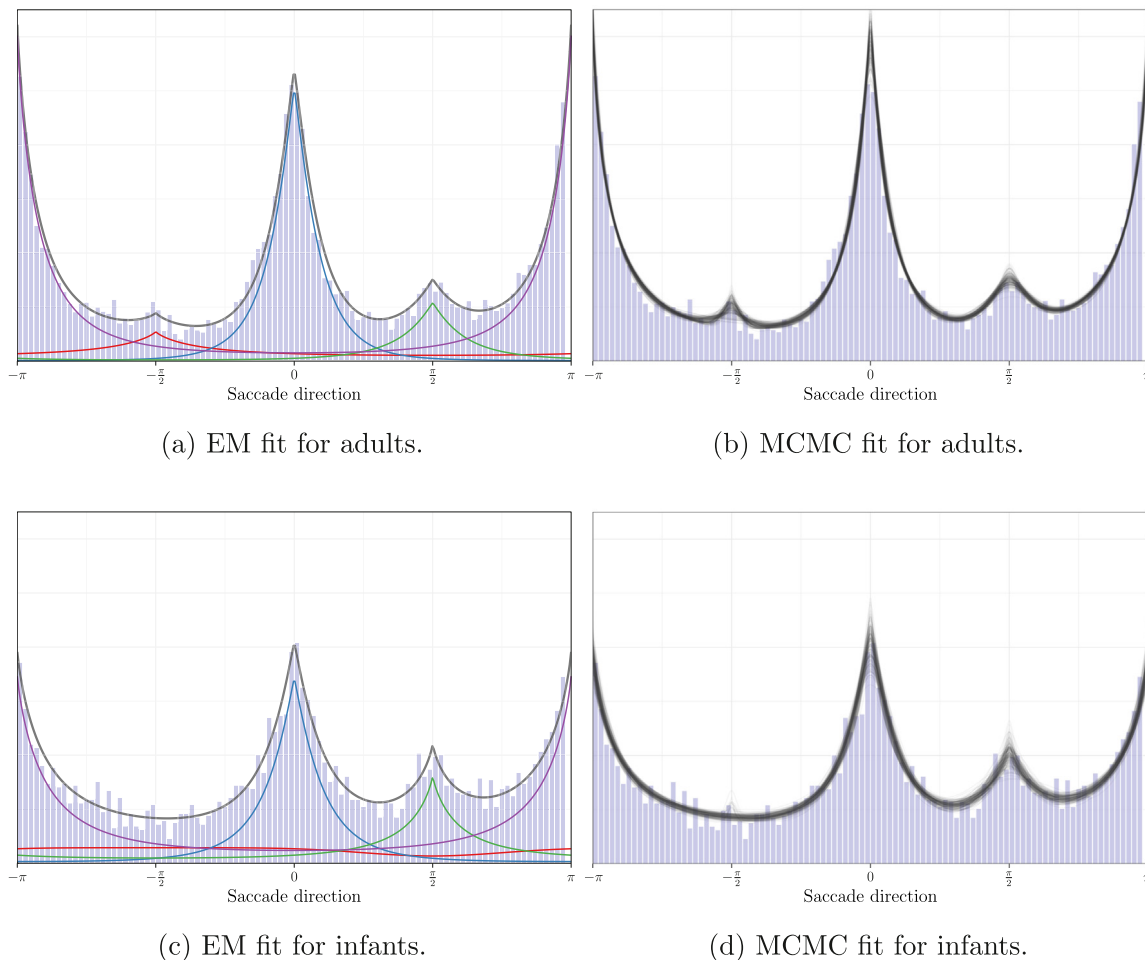 −π −π/2 0 π/2 π
Saccade direction
(a) EM fit for adults.
−π −π/2 0 π/2
Saccade direction
(b) MCMC fit for adults.
−π −π/2 0 π/2 π
Saccade direction
(c) EM fit for infants.
−π −π/2 0 π/2
Saccade direction
(d) MCMC fit for infants.